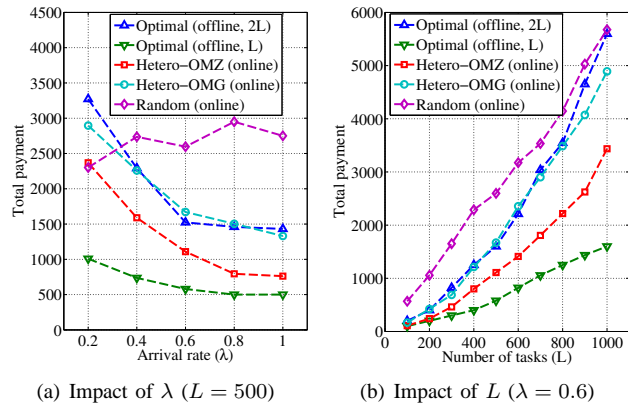 4500
4000
3500
3000
2500
2000
1500
1000
500
0
Total payment
Optimal (offline, 2L)
Optimal (offline, L)
Hetero−OMZ (online)
Hetero−OMG (online)
Random (online)
0.2 0.4 0.6 0.8 1
Arrival rate (λ)
(a) Impact of λ (L = 500)
6000
5000
4000
3000
2000
1000
0
Total payment
Optimal (offline, 2L)
Optimal (offline, L)
Hetero−OMZ (online)
Hetero−OMG (online)
Random (online)
0 200 400 600 800 1000
Number of tasks (L)
(b) Impact of L (λ = 0.6)